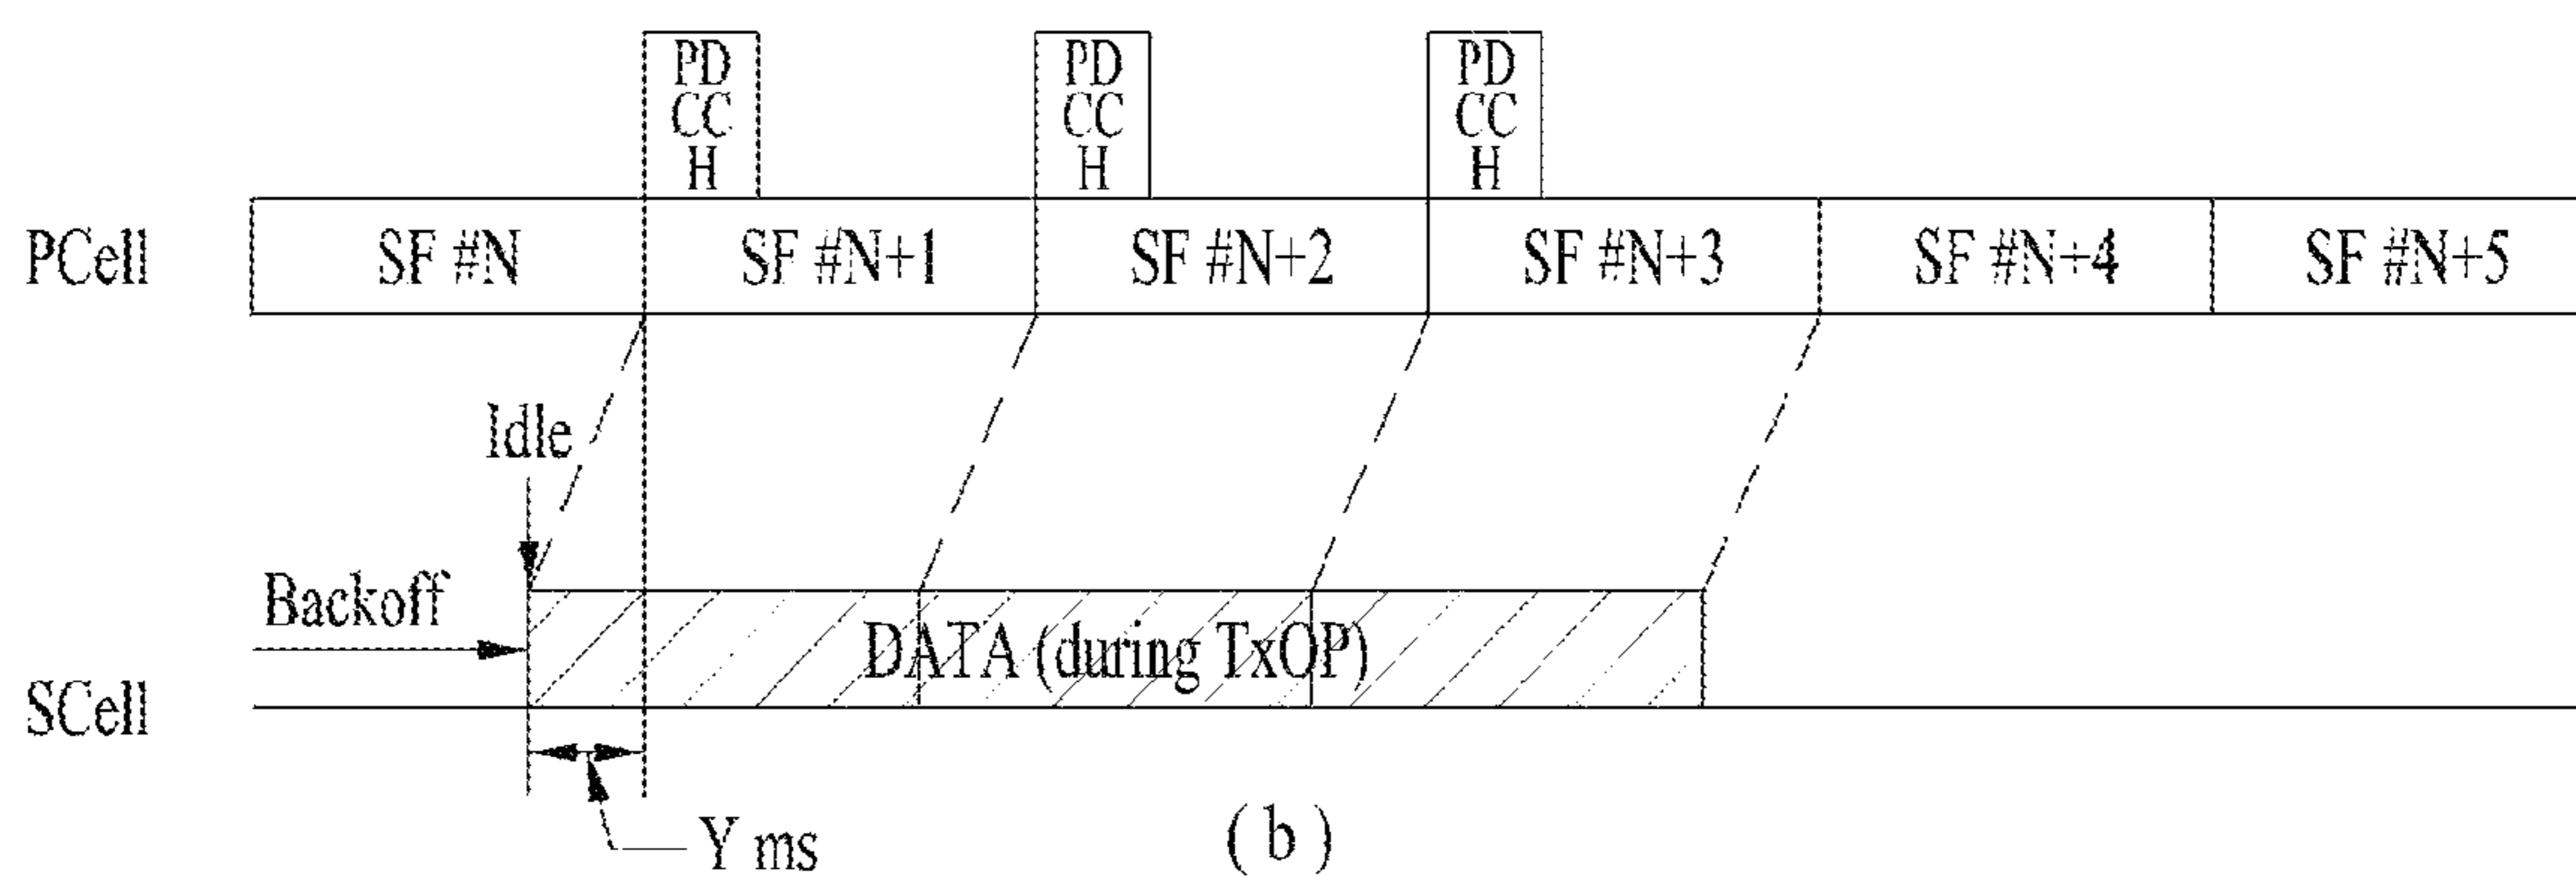 PD
CC
H
PD
CC
H
PD
CC
H
PCell
SF #N
SF #N+1
SF #N+2
SF #N+3
SF #N+4
SF #N+5
Idle
Backoff
DATA (during TxOP)
SCell
Y ms
( b )